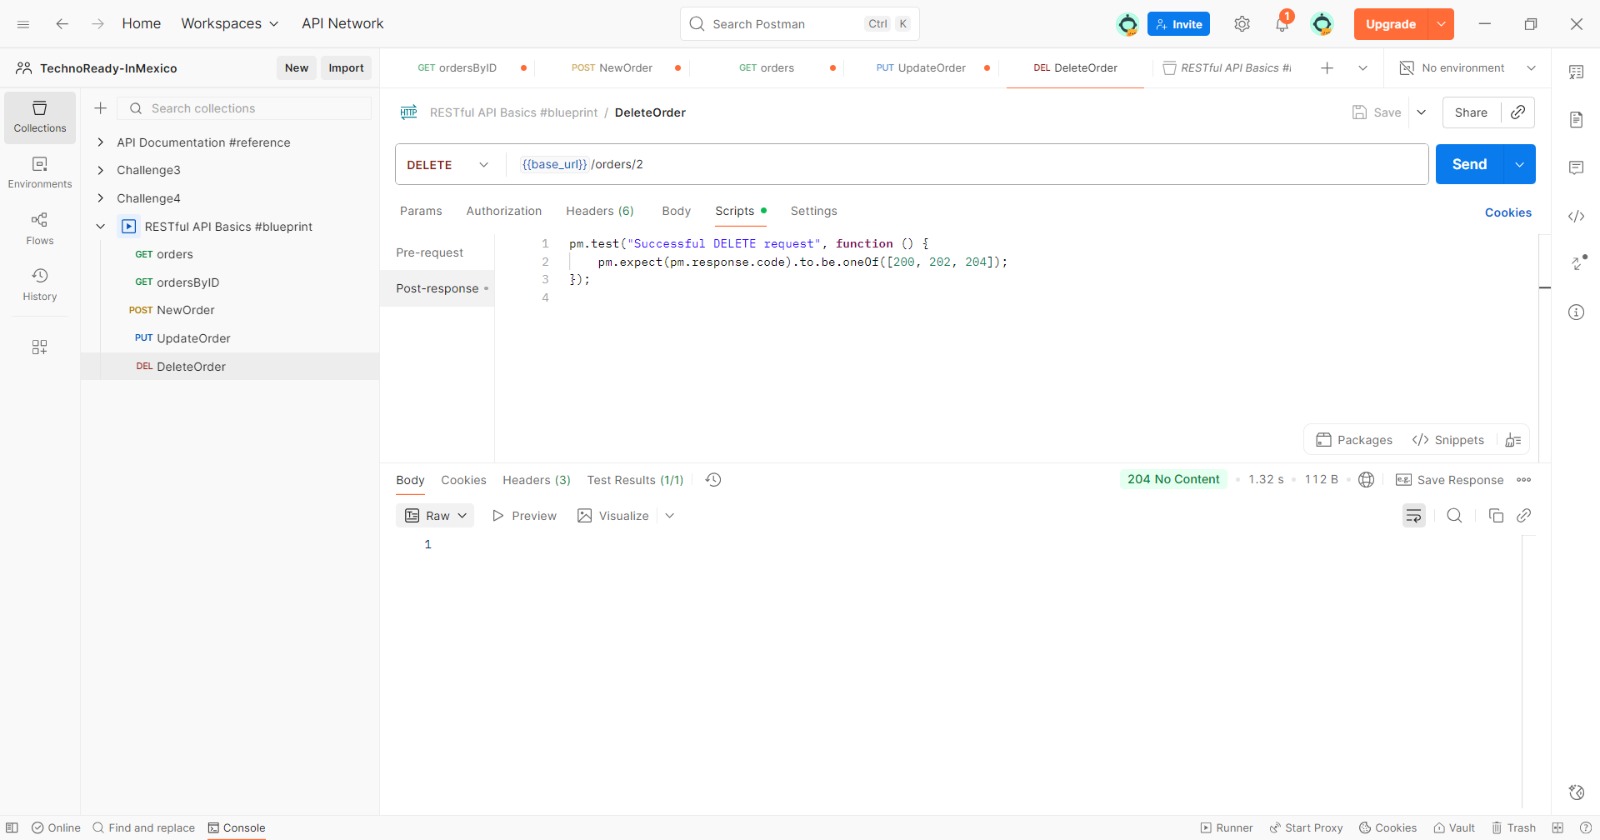 Home Workspaces API Network Search Postman Ctrl K Invite 1 Upgrade
TechnoReady-InMexico New Import
GET ordersByID POST NewOrder GET orders PUT UpdateOrder DEL DeleteOrder RESTful API Basics # No environment
Collections
Environments
Flows
History
Search collections
API Documentation #reference
Challenge3
Challenge4
RESTful API Basics #blueprint
GET orders
GET ordersByID
POST NewOrder
PUT UpdateOrder
DEL DeleteOrder
HTTP RESTful API Basics #blueprint / DeleteOrder Save Share
DELETE {{base_url}} /orders/2 Send
Params Authorization Headers (6) Body Scripts Settings Cookies
Pre-request
Post-response
1 pm.test("Successful DELETE request", function () {
2 pm.expect(pm.response.code).to.be.oneOf([200, 202, 204]);
3 });
4
Packages </> Snippets
Body Cookies Headers (3) Test Results (1/1) 204 No Content 1.32 s 112 B e.g. Save Response
Raw Preview Visualize
1
Online Find and replace Console Runner Start Proxy Cookies Vault Trash